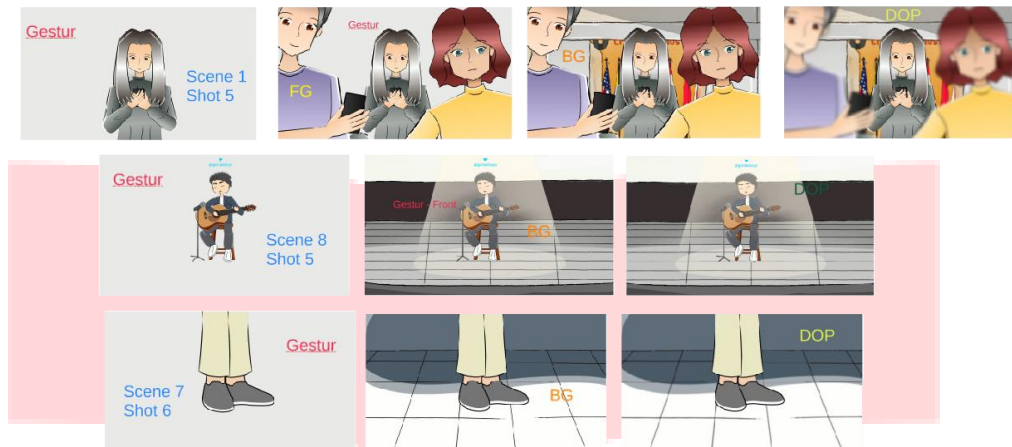 Gestur
Scene 1
Shot 5
Gestur
FG
BG
DOP
Gestur
Scene 8
Shot 5
Gestur - Front
BG
DOP
Gestur
Scene 7
Shot 6
BG
DOP